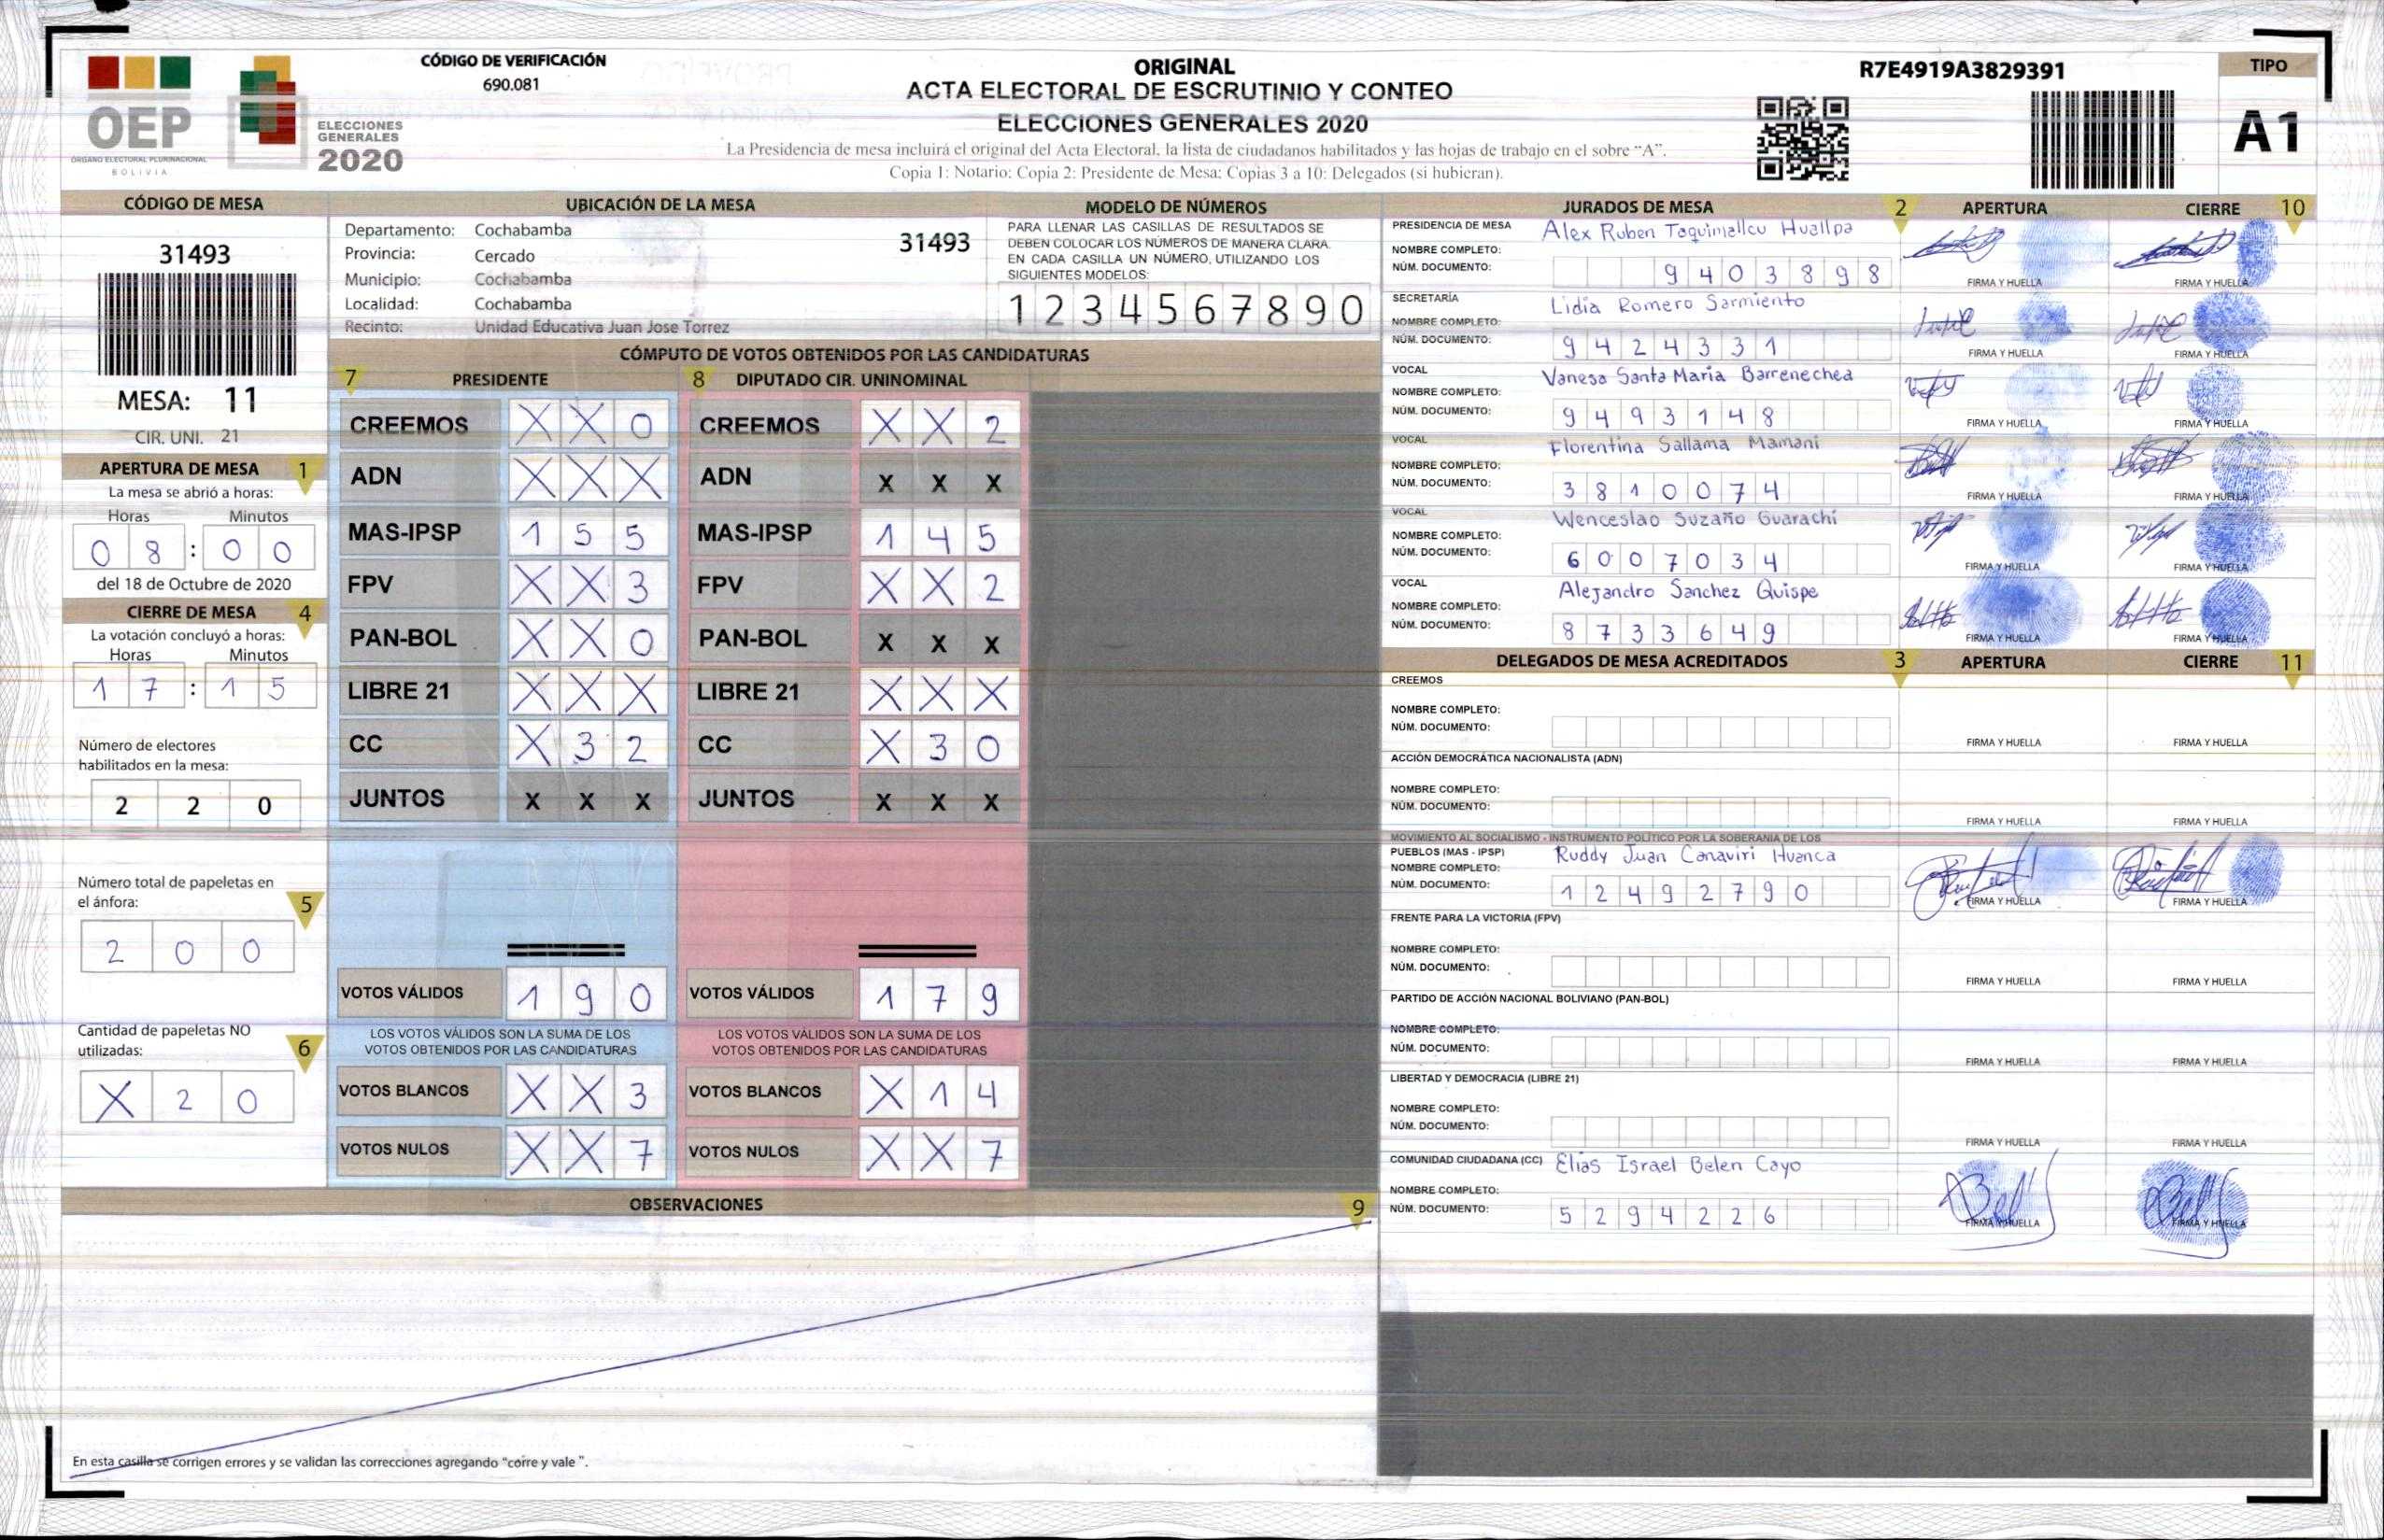 CÓDIGO DE VERIFICACIÓN
690.081
OEP
ÓRGANO ELECTORAL PLURINACIONAL
BOLIVIA
ELECCIONES
GENERALES
2020
ORIGINAL
ACTA ELECTORAL DE ESCRUTINIO Y CONTEO
ELECCIONES GENERALES 2020
La Presidencia de mesa incluirá el original del Acta Electoral, la lista de ciudadanos habilitados y las hojas de trabajo en el sobre “A”.
Copia 1: Notario; Copia 2: Presidente de Mesa; Copias 3 a 10: Delegados (si hubieran).
R7E4919A3829391
TIPO
A1
CÓDIGO DE MESA
31493
MESA: 11
CIR. UNI. 21
APERTURA DE MESA 1
La mesa se abrió a horas:
Horas Minutos
0 8 : 0 0
del 18 de Octubre de 2020
CIERRE DE MESA 4
La votación concluyó a horas:
Horas Minutos
1 7 : 1 5
Número de electores
habilitados en la mesa:
2 2 0
Número total de papeletas en
el ánfora: 5
2 0 0
Cantidad de papeletas NO
utilizadas: 6
X 2 0
UBICACIÓN DE LA MESA
Departamento: Cochabamba
31493
Provincia: Cercado
Municipio: Cochabamba
Localidad: Cochabamba
Recinto: Unidad Educativa Juan Jose Torrez
MODELO DE NÚMEROS
PARA LLENAR LAS CASILLAS DE RESULTADOS SE
DEBEN COLOCAR LOS NÚMEROS DE MANERA CLARA.
EN CADA CASILLA UN NÚMERO, UTILIZANDO LOS
SIGUIENTES MODELOS:
1 2 3 4 5 6 7 8 9 0
CÓMPUTO DE VOTOS OBTENIDOS POR LAS CANDIDATURAS
7 PRESIDENTE 8 DIPUTADO CIR. UNINOMINAL
CREEMOS X X 0 CREEMOS X X 2
ADN X X X ADN X X X
MAS-IPSP 1 5 5 MAS-IPSP 1 4 5
FPV X X 3 FPV X X 2
PAN-BOL X X 0 PAN-BOL X X X
LIBRE 21 X X X LIBRE 21 X X X
CC X 3 2 CC X 3 0
JUNTOS X X X JUNTOS X X X
VOTOS VÁLIDOS 1 9 0 VOTOS VÁLIDOS 1 7 9
LOS VOTOS VÁLIDOS SON LA SUMA DE LOS LOS VOTOS VÁLIDOS SON LA SUMA DE LOS
VOTOS OBTENIDOS POR LAS CANDIDATURAS VOTOS OBTENIDOS POR LAS CANDIDATURAS
VOTOS BLANCOS X X 3 VOTOS BLANCOS X 1 4
VOTOS NULOS X X 7 VOTOS NULOS X X 7
OBSERVACIONES 9
En esta casilla se corrigen errores y se validan las correcciones agregando “corre y vale ”.
JURADOS DE MESA 2 APERTURA CIERRE 10
PRESIDENCIA DE MESA Alex Ruben Taquimallcu Huallpa
NOMBRE COMPLETO:
NÚM. DOCUMENTO: 9 4 0 3 8 9 8 FIRMA Y HUELLA FIRMA Y HUELLA
SECRETARÍA Lidia Romero Sarmiento
NOMBRE COMPLETO:
NÚM. DOCUMENTO: 9 4 2 4 3 3 1 FIRMA Y HUELLA FIRMA Y HUELLA
VOCAL Vanesa Santa Maria Barrenechea
NOMBRE COMPLETO:
NÚM. DOCUMENTO: 9 4 9 3 1 4 8 FIRMA Y HUELLA FIRMA Y HUELLA
VOCAL Florentina Sallama Mamani
NOMBRE COMPLETO:
NÚM. DOCUMENTO: 3 8 1 0 0 7 4 FIRMA Y HUELLA FIRMA Y HUELLA
VOCAL Wenceslao Suzaño Guarachi
NOMBRE COMPLETO:
NÚM. DOCUMENTO: 6 0 0 7 0 3 4 FIRMA Y HUELLA FIRMA Y HUELLA
VOCAL Alejandro Sanchez Quispe
NOMBRE COMPLETO:
NÚM. DOCUMENTO: 8 7 3 3 6 4 9 FIRMA Y HUELLA FIRMA Y HUELLA
DELEGADOS DE MESA ACREDITADOS 3 APERTURA CIERRE 11
CREEMOS
NOMBRE COMPLETO:
NÚM. DOCUMENTO: FIRMA Y HUELLA FIRMA Y HUELLA
ACCIÓN DEMOCRÁTICA NACIONALISTA (ADN)
NOMBRE COMPLETO:
NÚM. DOCUMENTO: FIRMA Y HUELLA FIRMA Y HUELLA
MOVIMIENTO AL SOCIALISMO - INSTRUMENTO POLÍTICO POR LA SOBERANIA DE LOS
PUEBLOS (MAS - IPSP) Ruddy Juan Canaviri Huanca
NOMBRE COMPLETO:
NÚM. DOCUMENTO: 1 2 4 9 2 7 9 0 FIRMA Y HUELLA FIRMA Y HUELLA
FRENTE PARA LA VICTORIA (FPV)
NOMBRE COMPLETO:
NÚM. DOCUMENTO: FIRMA Y HUELLA FIRMA Y HUELLA
PARTIDO DE ACCIÓN NACIONAL BOLIVIANO (PAN-BOL)
NOMBRE COMPLETO:
NÚM. DOCUMENTO: FIRMA Y HUELLA FIRMA Y HUELLA
LIBERTAD Y DEMOCRACIA (LIBRE 21)
NOMBRE COMPLETO:
NÚM. DOCUMENTO: FIRMA Y HUELLA FIRMA Y HUELLA
COMUNIDAD CIUDADANA (CC) Elias Israel Belen Cayo
NOMBRE COMPLETO:
NÚM. DOCUMENTO: 5 2 9 4 2 2 6 FIRMA Y HUELLA FIRMA Y HUELLA